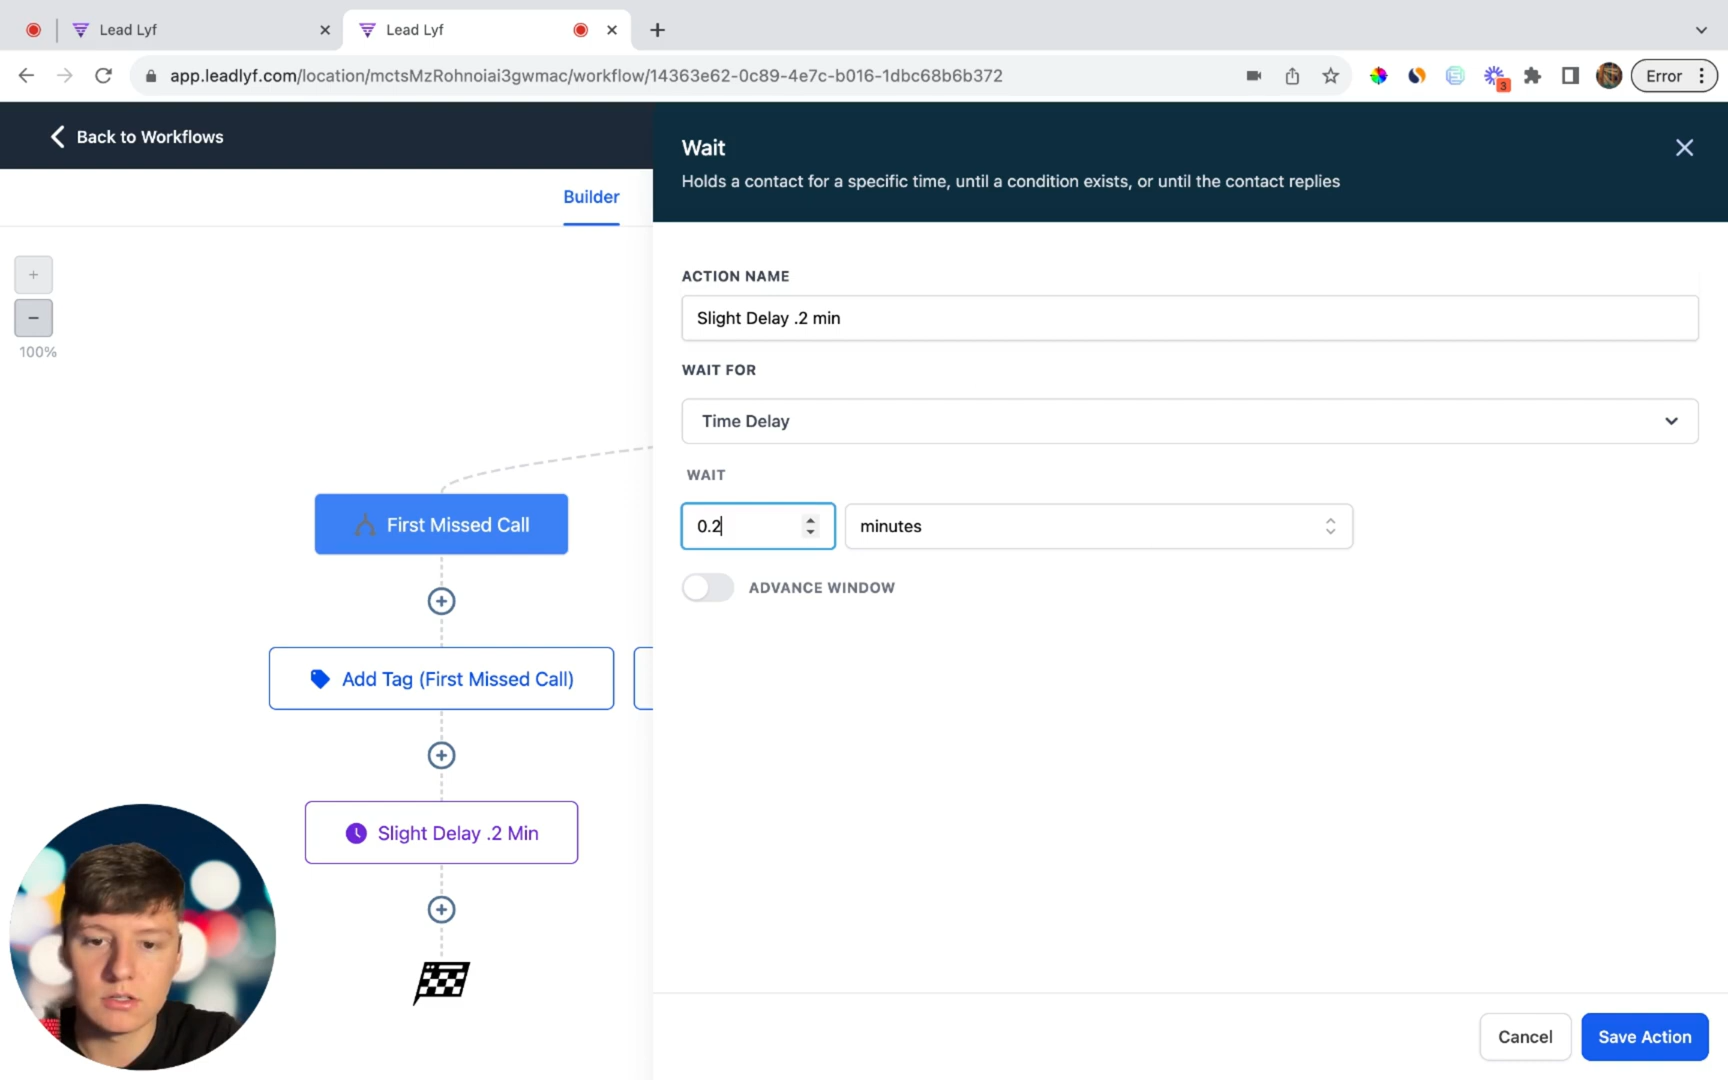 Lead Lyf
Lead Lyf
app.leadlyf.com/location/mctsMzRohnoiai3gwmac/workflow/14363e62-0c89-4e7c-b016-1dbc68b6b372
3
Error
Back to Workflows
Builder
+
−
100%
First Missed Call
Add Tag (First Missed Call)
Slight Delay .2 Min
Wait
Holds a contact for a specific time, until a condition exists, or until the contact replies
ACTION NAME
Slight Delay .2 min
WAIT FOR
Time Delay
WAIT
0.2
minutes
ADVANCE WINDOW
Cancel
Save Action